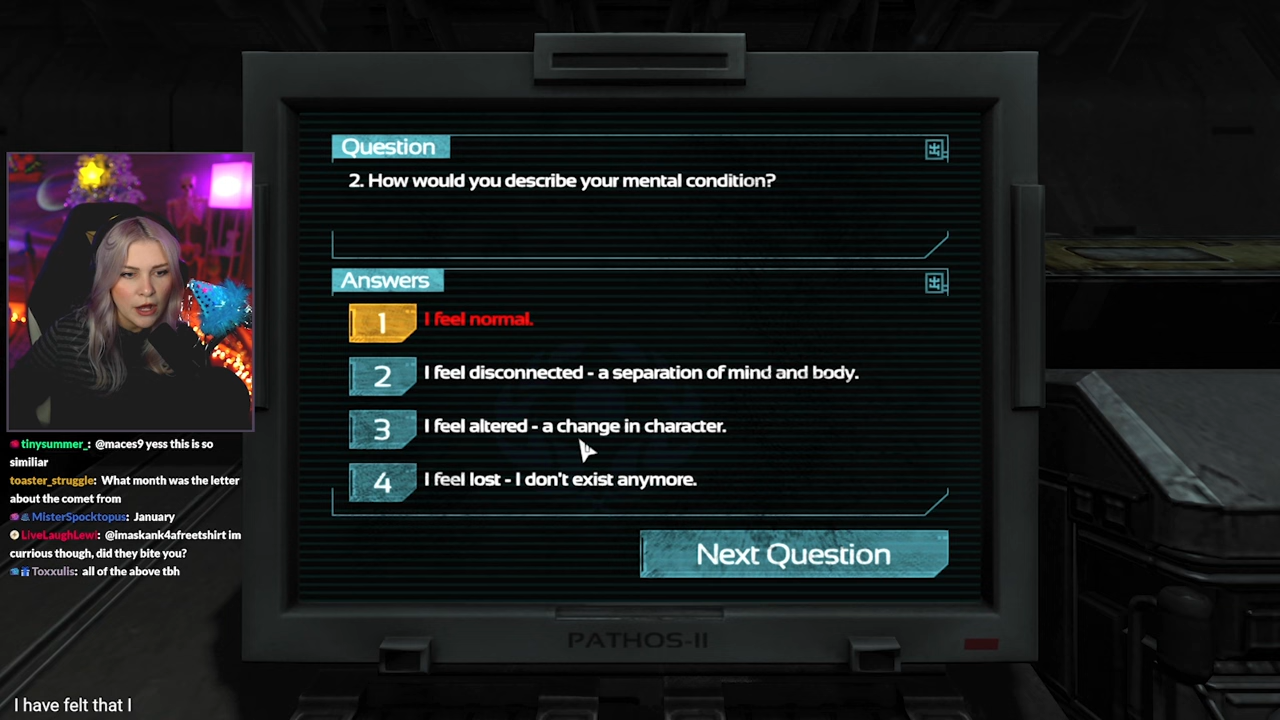 Question
2. How would you describe your mental condition?
Answers
1 I feel normal.
2 I feel disconnected - a separation of mind and body.
3 I feel altered - a change in character.
4 I feel lost - I don't exist anymore.
Next Question
PATHOS-II
tinysummer_: @maces9 yess this is so
similiar
toaster_struggle: What month was the letter
about the comet from
MisterSpocktopus: January
LiveLaughLewi: @imaskank4afreetshirt im
currious though, did they bite you?
Toxxulis: all of the above tbh
I have felt that I